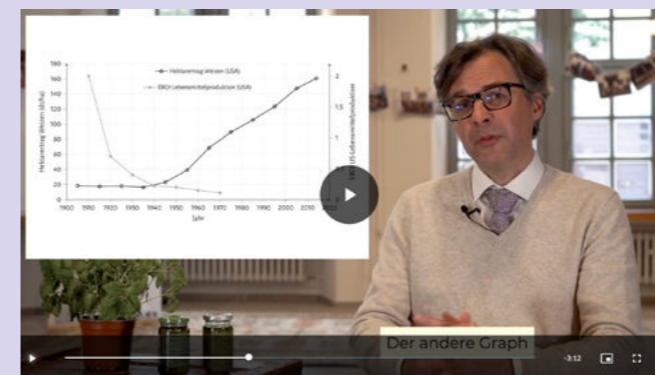 Hektarertrag Weizen (USA)
EROI Lebensmittelproduktion (USA)
180
160
140
120
100
80
60
40
20
0
Hektarertrag Weizen (dt/ha)
2
1,5
1
EROI US-Lebensmittelproduktion
1900 1910 1920 1930 1940 1950 1960 1970 1980 1990 2000 2010 2020
Jahr
Der andere Graph
-3:12